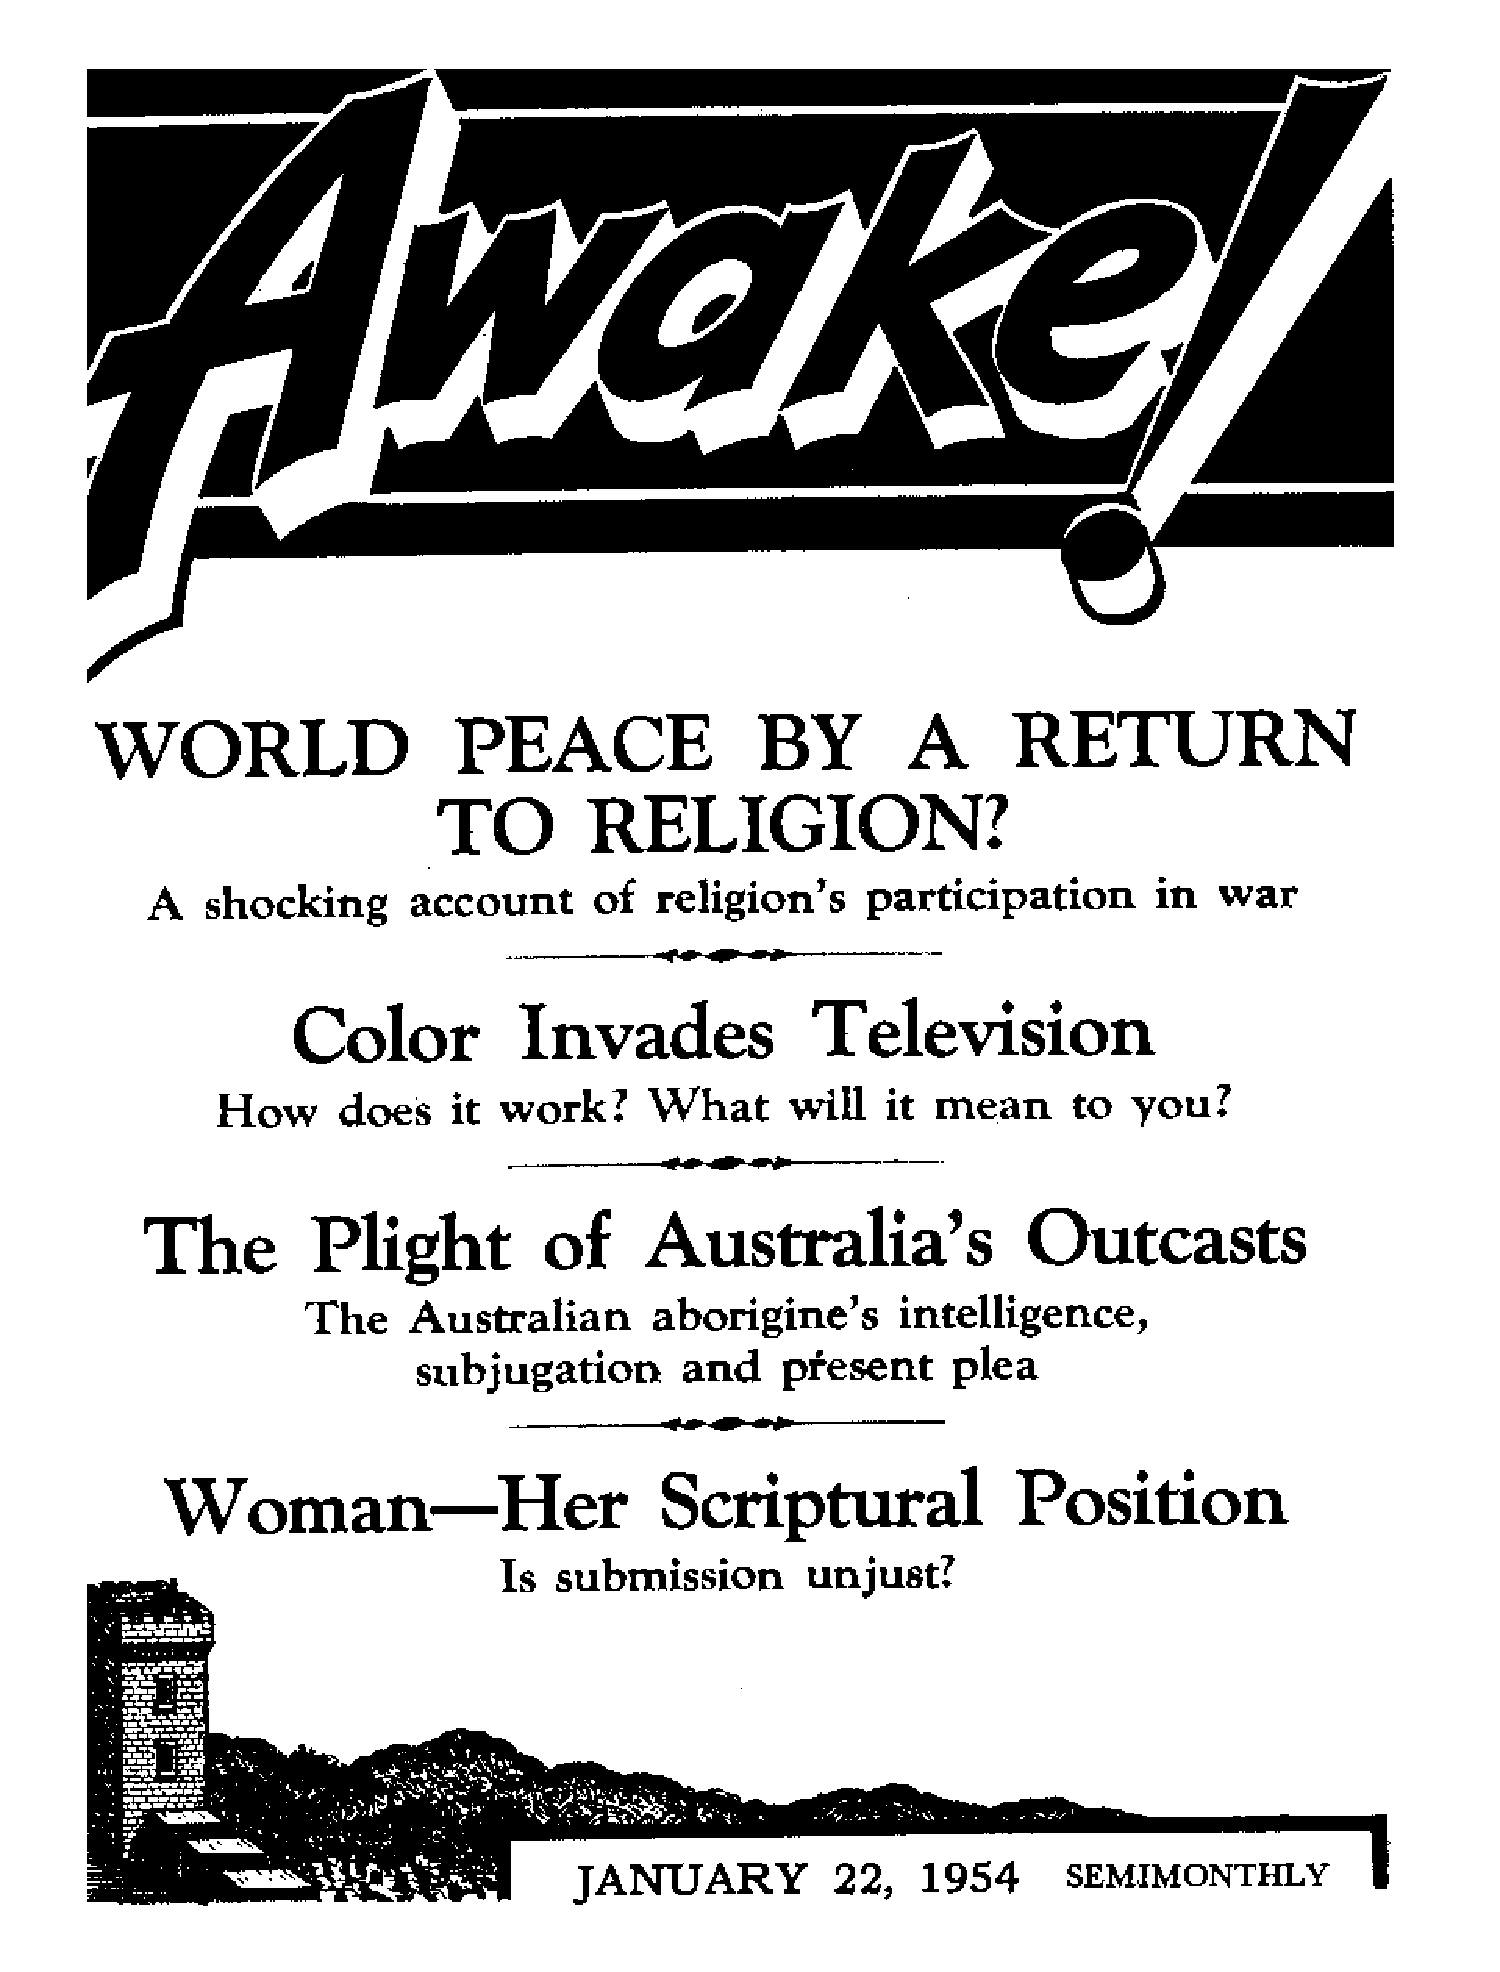 Awake!
WORLD PEACE BY A RETURN
TO RELIGION?
A shocking account of religion's participation in war
Color Invades Television
How does it work? What will it mean to you?
The Plight of Australia's Outcasts
The Australian aborigine's intelligence,
subjugation and present plea
Woman—Her Scriptural Position
Is submission unjust?
JANUARY 22, 1954 SEMIMONTHLY